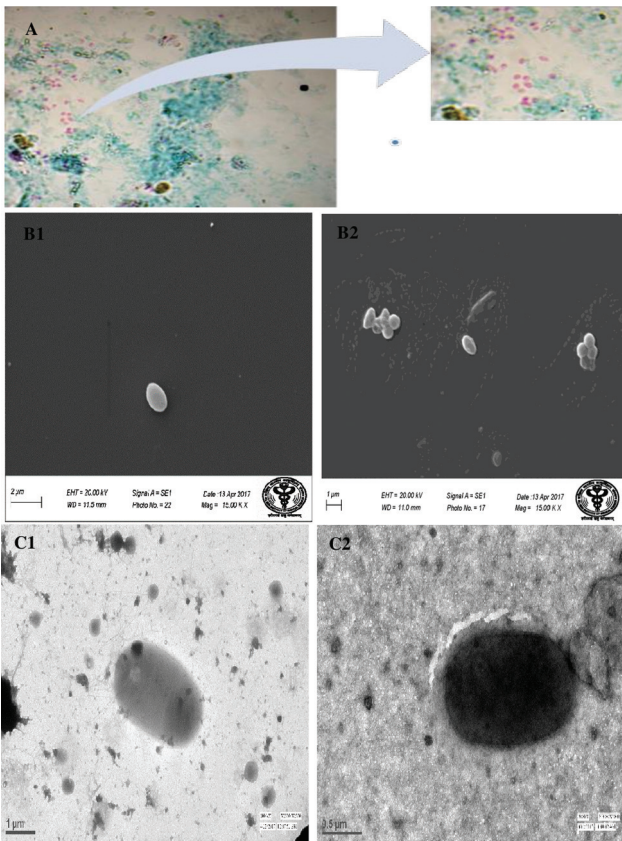 A
B1
2 µm
EHT = 20.00 kV
WD = 11.5 mm
Signal A = SE1
Photo No. = 22
Date :13 Apr 2017
Mag = 15.00 K X
B2
1 µm
EHT = 20.00 kV
WD = 11.0 mm
Signal A = SE1
Photo No. = 17
Date :13 Apr 2017
Mag = 15.00 K X
C1
1 µm
C2
0.5 µm